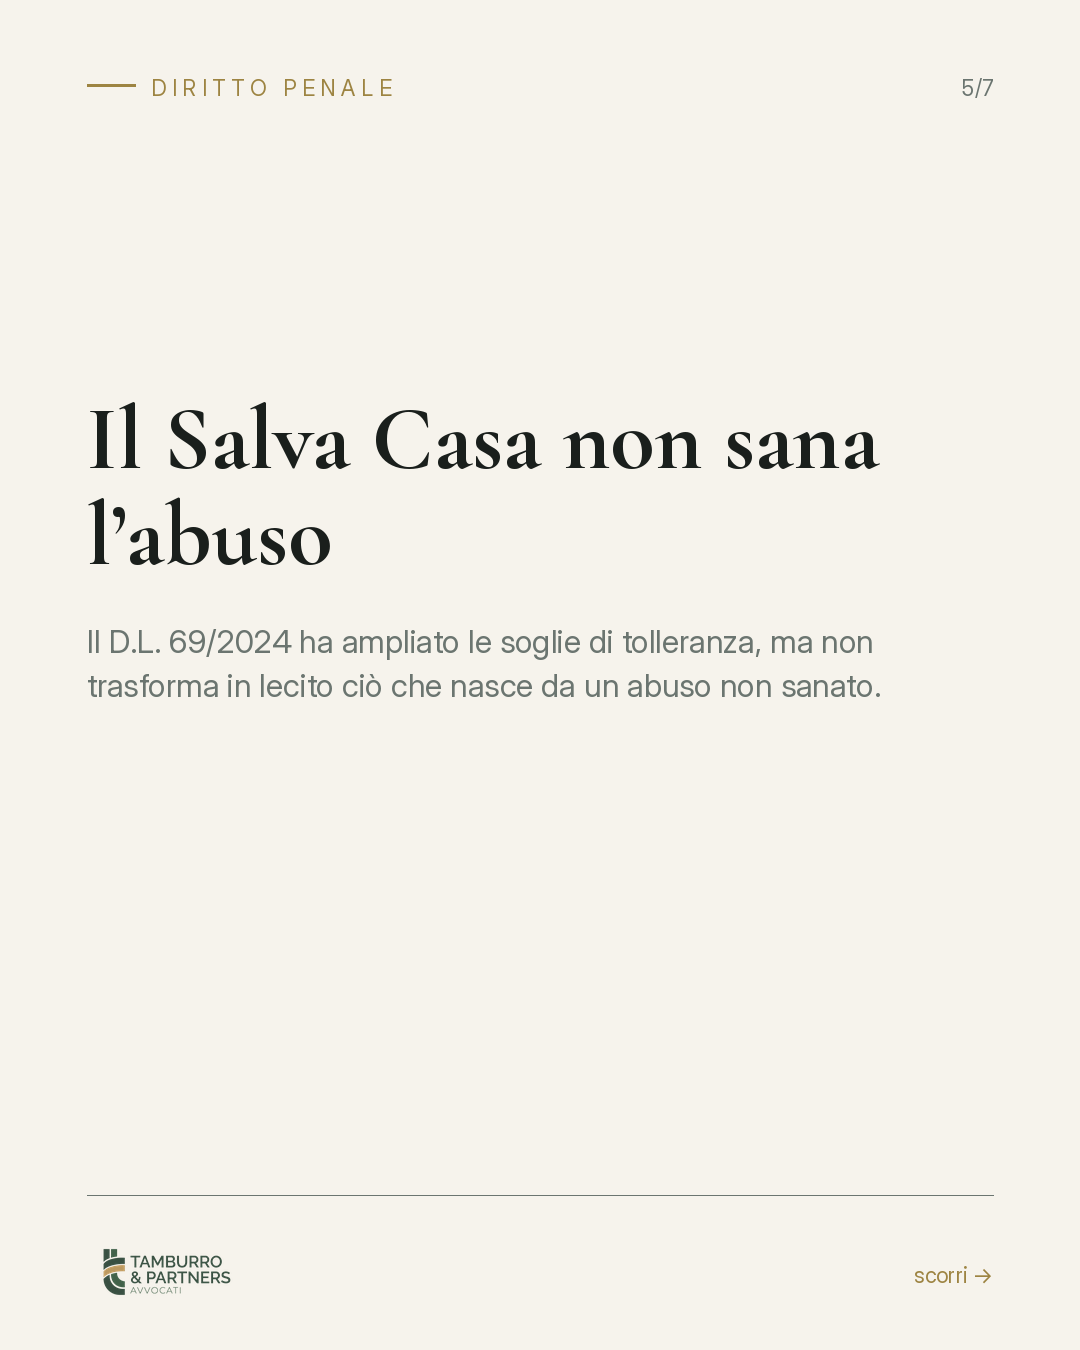 DIRITTO PENALE
5/7
Il Salva Casa non sana
l’abuso
Il D.L. 69/2024 ha ampliato le soglie di tolleranza, ma non
trasforma in lecito ciò che nasce da un abuso non sanato.
TAMBURRO
& PARTNERS
AVVOCATI
scorri →